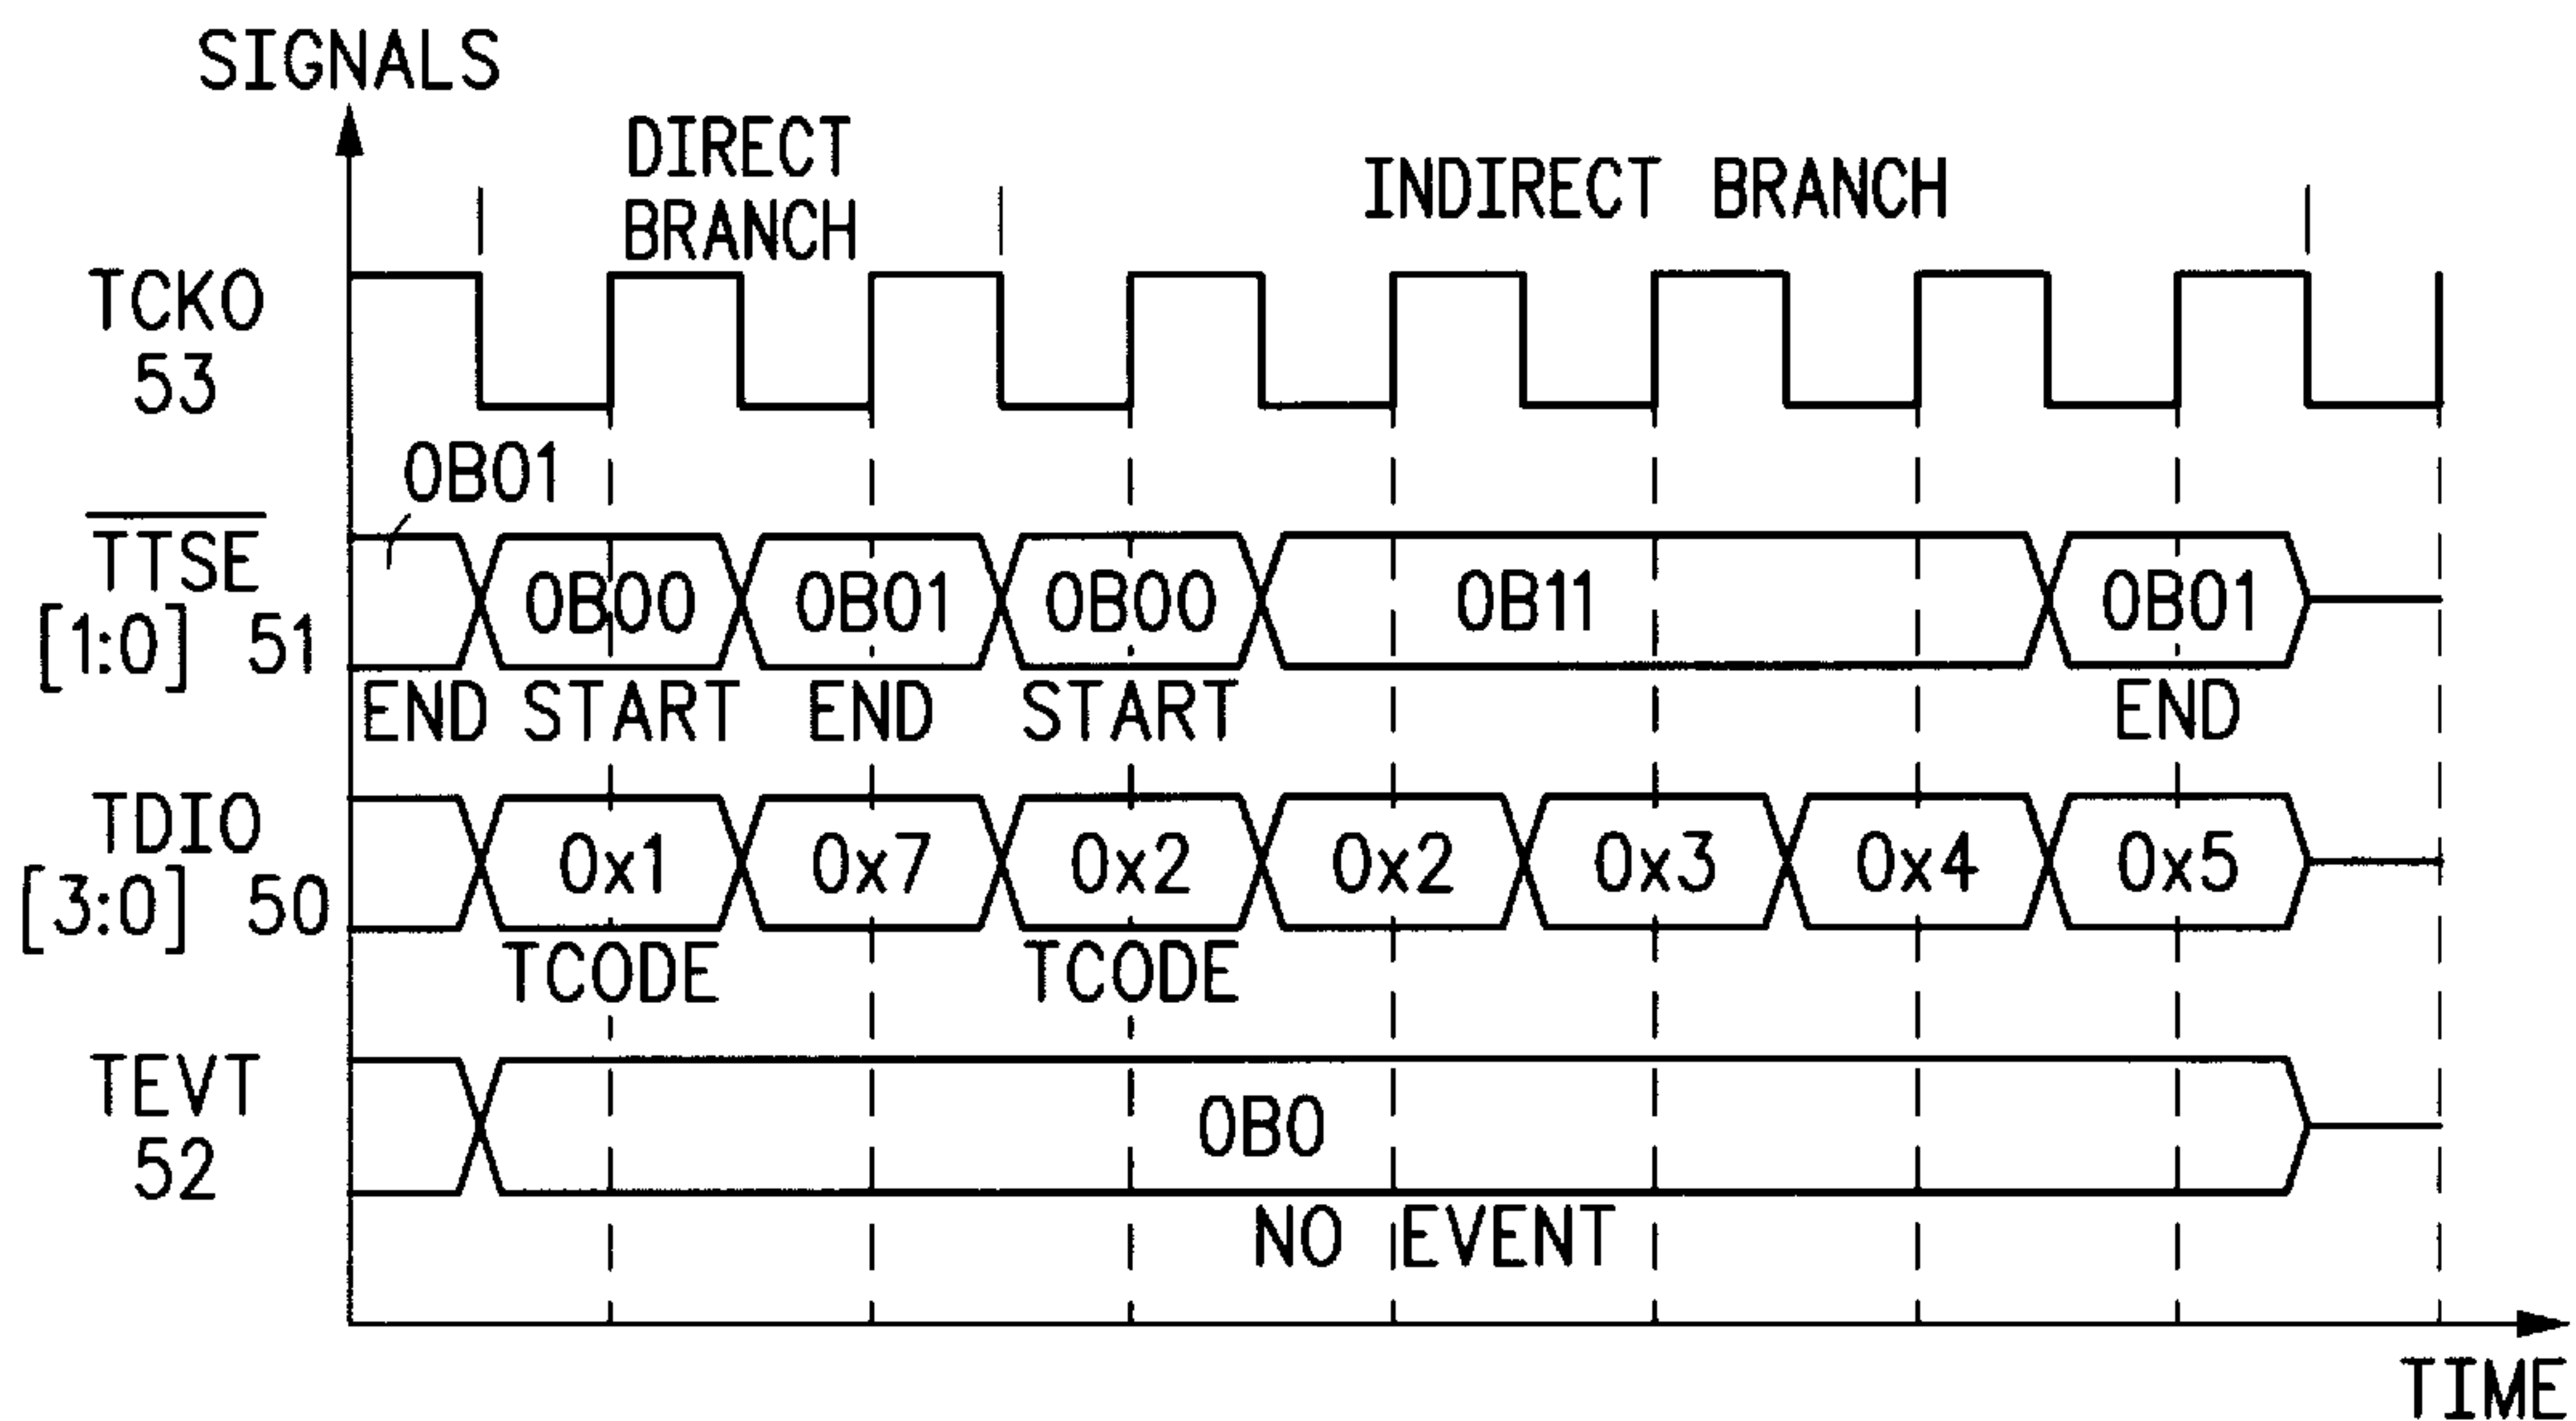 SIGNALS
DIRECT
BRANCH
INDIRECT BRANCH
TCKO
53
0B01
TTSE
[1:0] 51
0B00 0B01 0B00 0B11 0B01
END START END START END
TDIO
[3:0] 50
0x1 0x7 0x2 0x2 0x3 0x4 0x5
TCODE TCODE
TEVT
52
0B0
NO EVENT
TIME